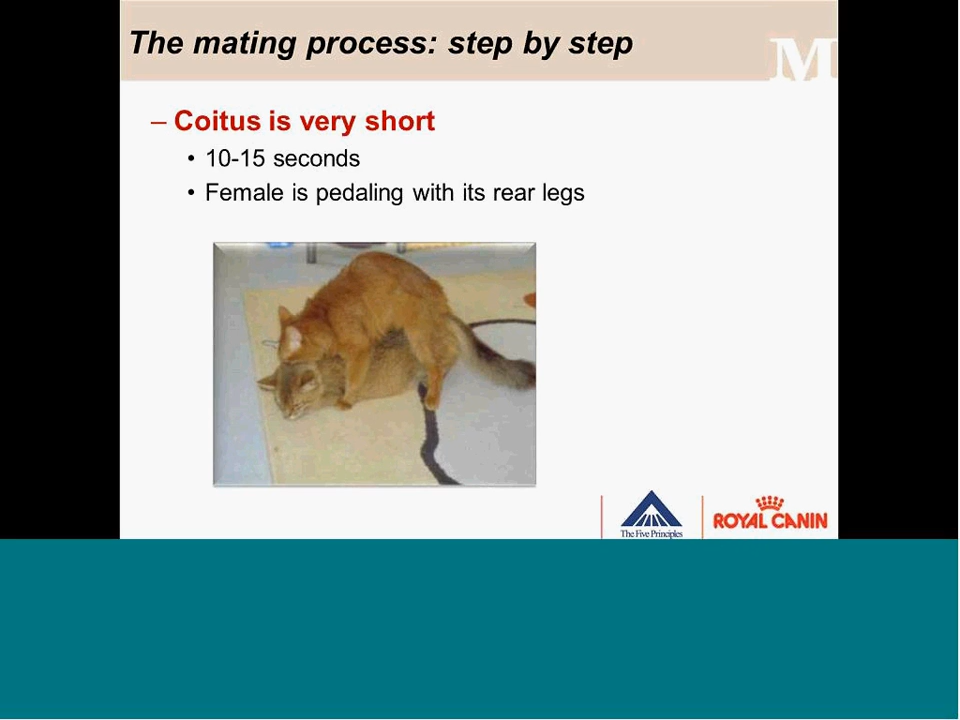 The mating process: step by step
M
– Coitus is very short
• 10-15 seconds
• Female is pedaling with its rear legs
The Five Principles
ROYAL CANIN